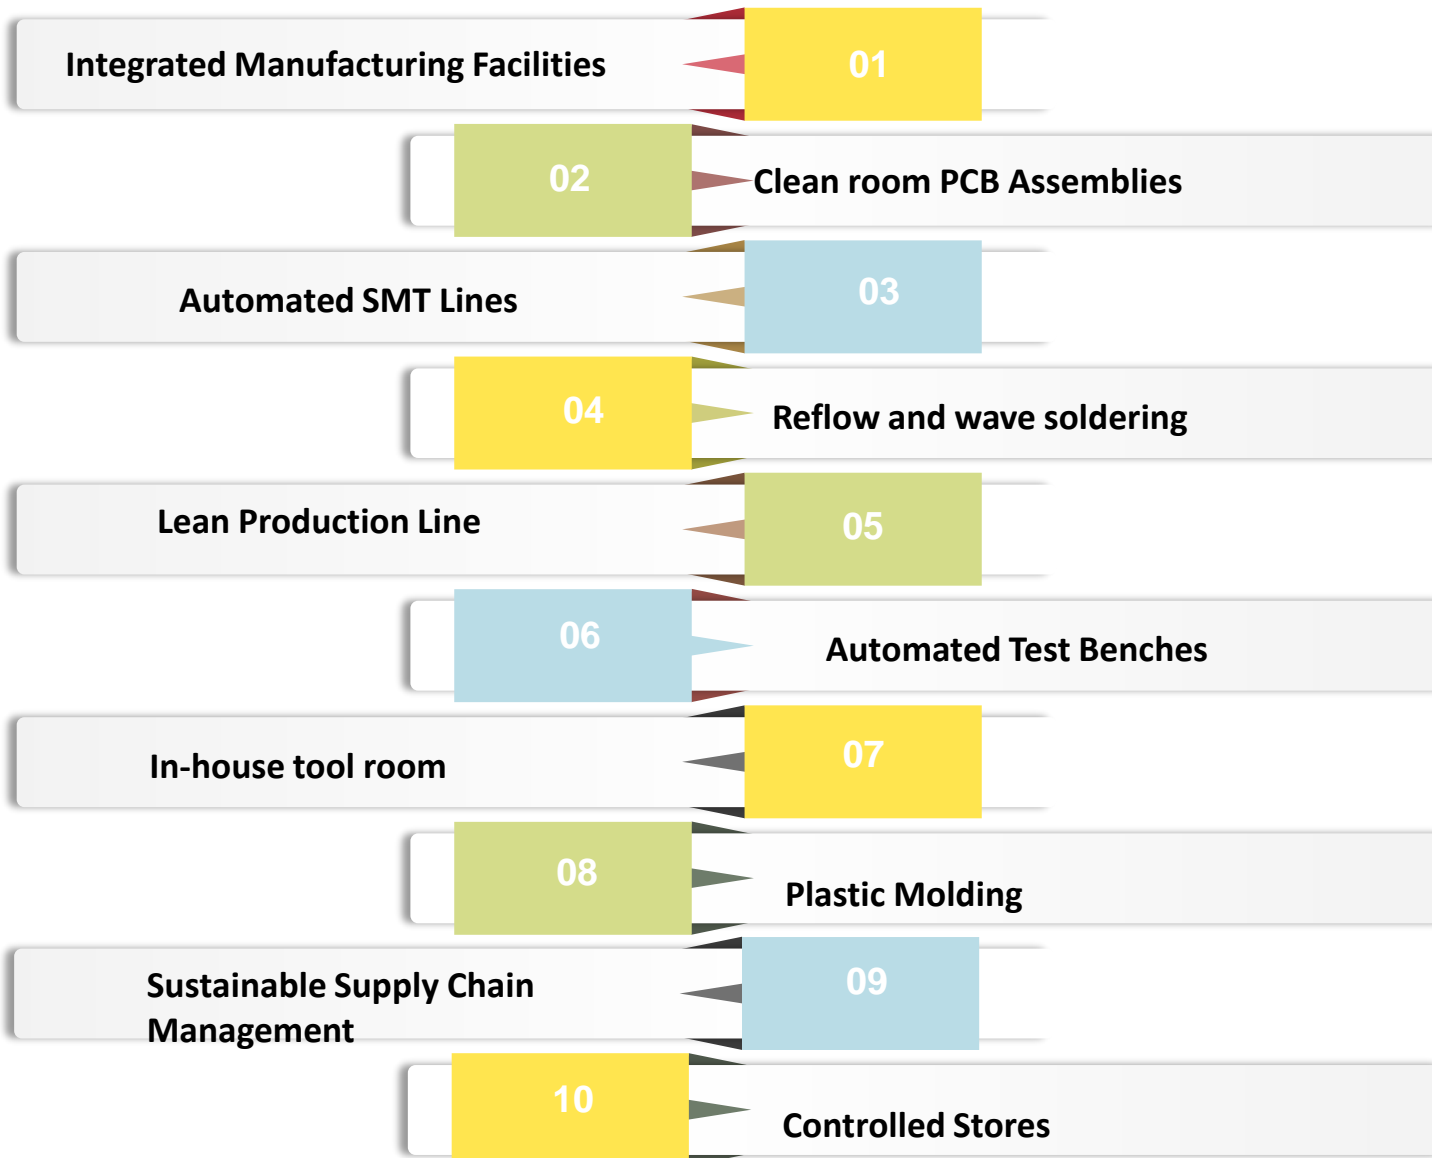 Integrated Manufacturing Facilities
01
02
Clean room PCB Assemblies
Automated SMT Lines
03
04
Reflow and wave soldering
Lean Production Line
05
06
Automated Test Benches
In-house tool room
07
08
Plastic Molding
Sustainable Supply Chain
Management
09
10
Controlled Stores